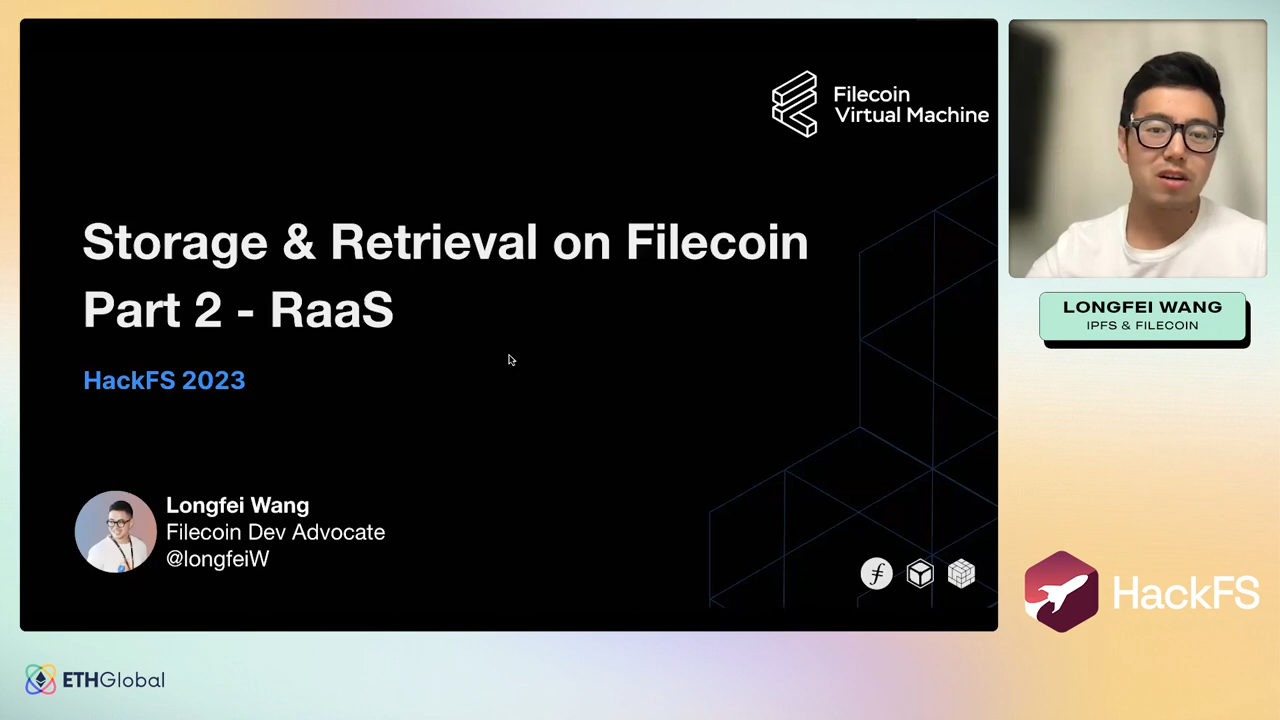 Filecoin
Virtual Machine
Storage & Retrieval on Filecoin
Part 2 - RaaS
HackFS 2023
Longfei Wang
Filecoin Dev Advocate
@longfeiW
LONGFEI WANG
IPFS & FILECOIN
HackFS
ETHGlobal